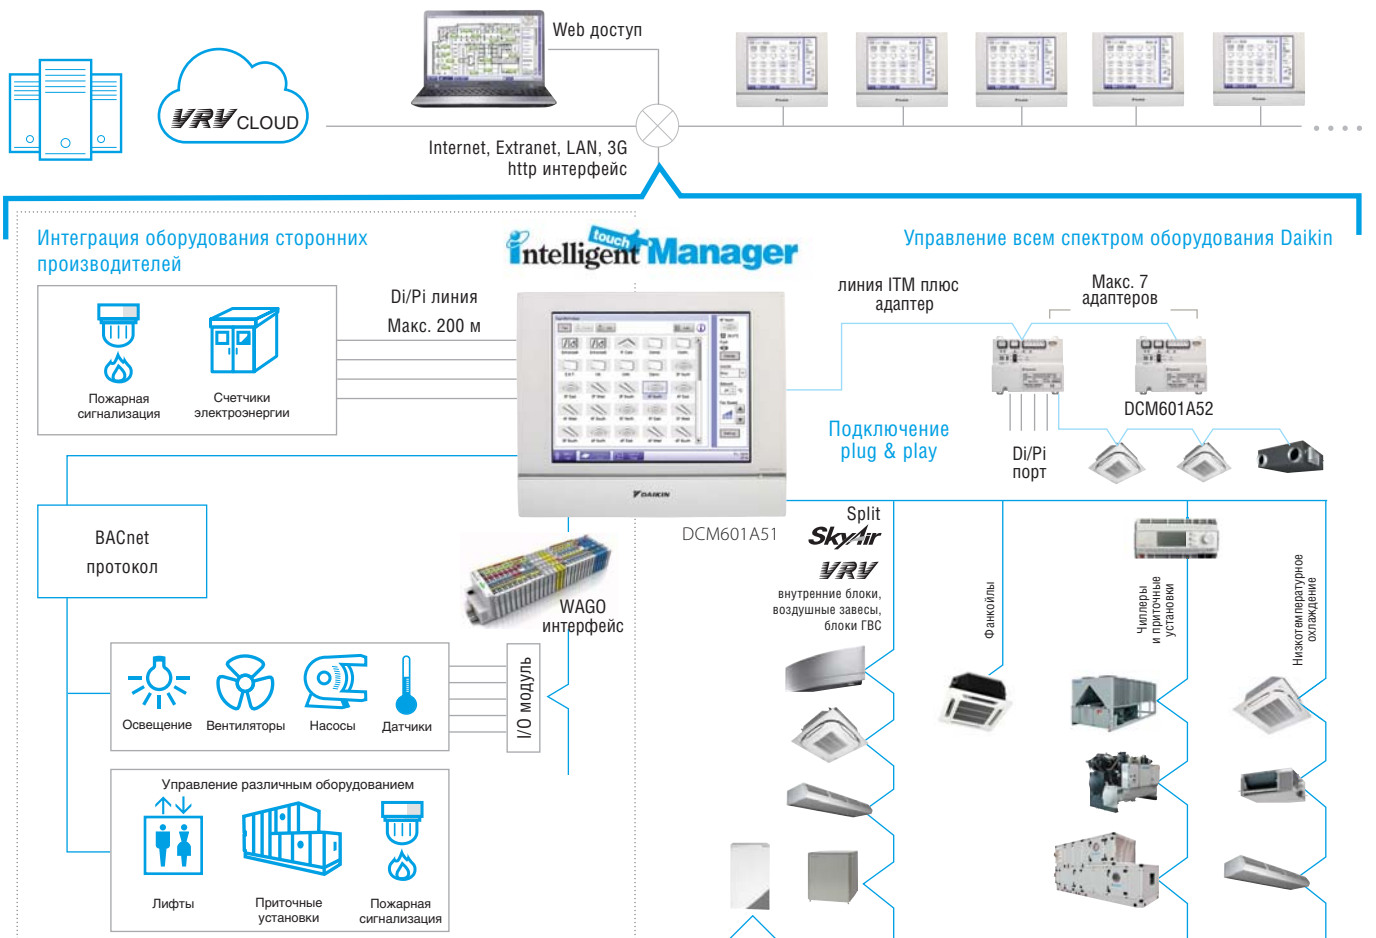 Web доступ
VRV CLOUD
Internet, Extranet, LAN, 3G
http интерфейс
Интеграция оборудования сторонних
производителей
intelligent touch Manager
Управление всем спектром оборудования Daikin
Пожарная
сигнализация
Счетчики
электроэнергии
Di/Pi линия
Макс. 200 м
DAIKIN
DCM601A51
линия ITM плюс
адаптер
Макс. 7
адаптеров
DCM601A52
Подключение
plug & play
Di/Pi
порт
BACnet
протокол
WAGO
интерфейс
Освещение
Вентиляторы
Насосы
Датчики
I/O модуль
Управление различным оборудованием
Лифты
Приточные
установки
Пожарная
сигнализация
Split
SkyAir
VRV
внутренние блоки,
воздушные завесы,
блоки ГВС
Фанкойлы
Чиллеры
и приточные
установки
Низкотемпературное
охлаждение